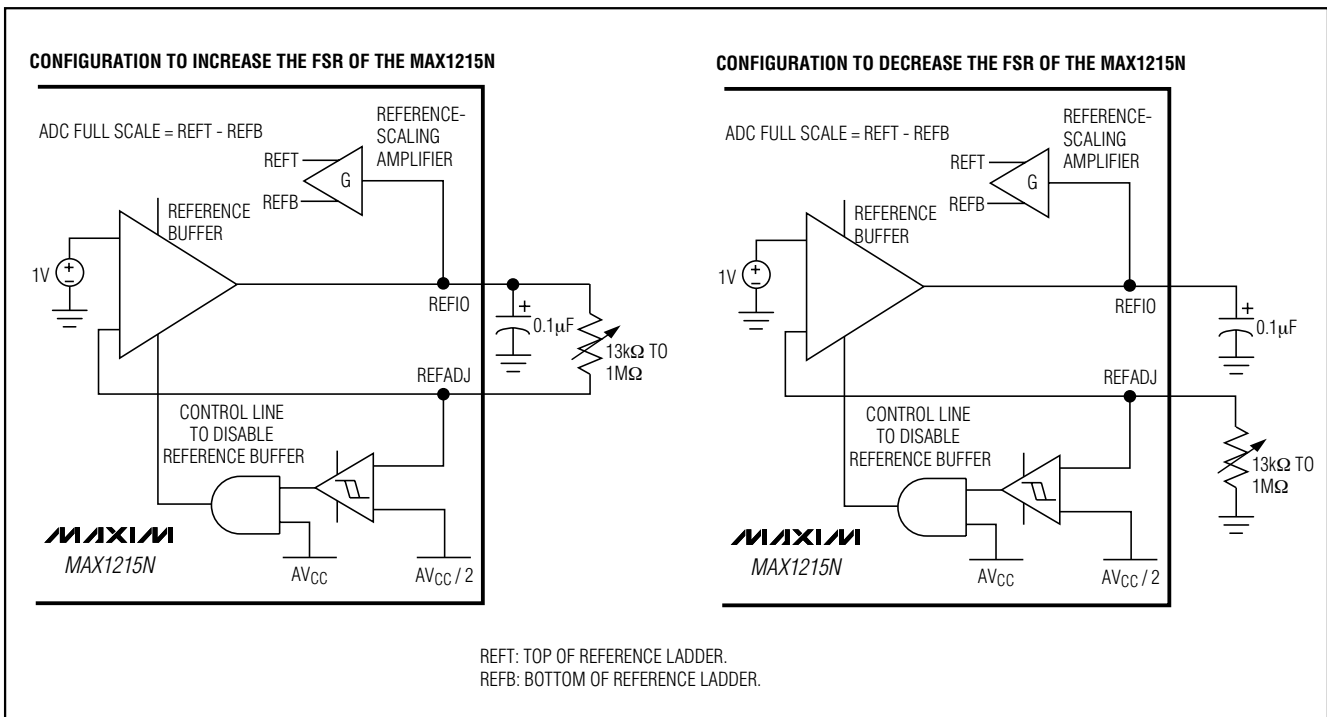 CONFIGURATION TO INCREASE THE FSR OF THE MAX1215N
ADC FULL SCALE = REFT - REFB
REFERENCE-
SCALING
AMPLIFIER
REFT
G
REFB
REFERENCE
BUFFER
1V
+
−
REFIO
+
0.1µF
13kΩ TO
1MΩ
REFADJ
CONTROL LINE
TO DISABLE
REFERENCE BUFFER
MAXIM
MAX1215N
AVCC
AVCC / 2
CONFIGURATION TO DECREASE THE FSR OF THE MAX1215N
ADC FULL SCALE = REFT - REFB
REFERENCE-
SCALING
AMPLIFIER
REFT
G
REFB
REFERENCE
BUFFER
1V
+
−
REFIO
+
0.1µF
REFADJ
CONTROL LINE
TO DISABLE
REFERENCE BUFFER
13kΩ TO
1MΩ
MAXIM
MAX1215N
AVCC
AVCC / 2
REFT: TOP OF REFERENCE LADDER.
REFB: BOTTOM OF REFERENCE LADDER.